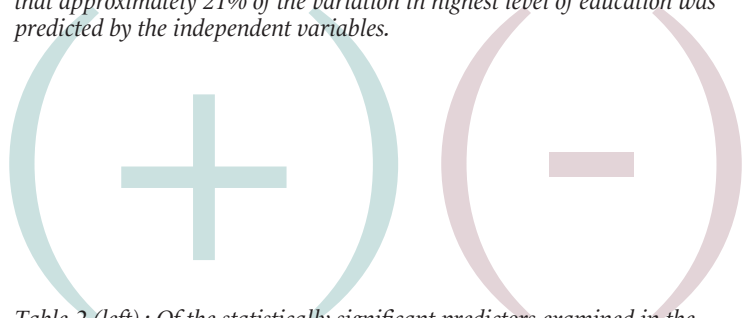 that approximately 21% of the variation in highest level of education was
predicted by the independent variables.
(+) (-)
Table 2 (left) : Of the statistically significant predictors examined in the